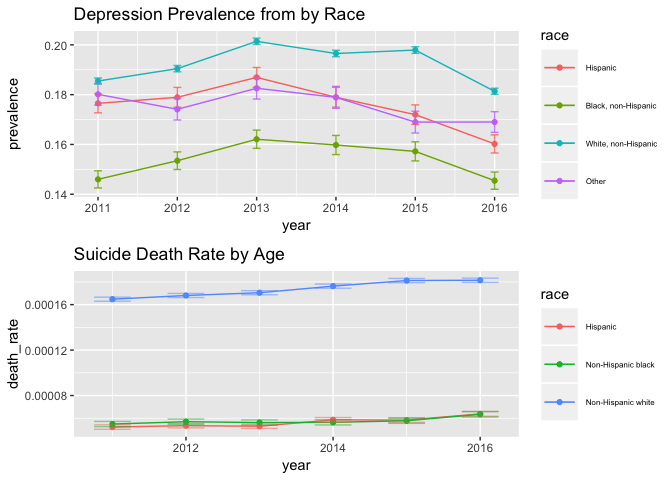 Depression Prevalence from by Race
prevalence
0.20
0.18
0.16
0.14
2011 2012 2013 2014 2015 2016
year
race
Hispanic
Black, non-Hispanic
White, non-Hispanic
Other
Suicide Death Rate by Age
death_rate
0.00016
0.00012
0.00008
2012 2014 2016
year
race
Hispanic
Non-Hispanic black
Non-Hispanic white